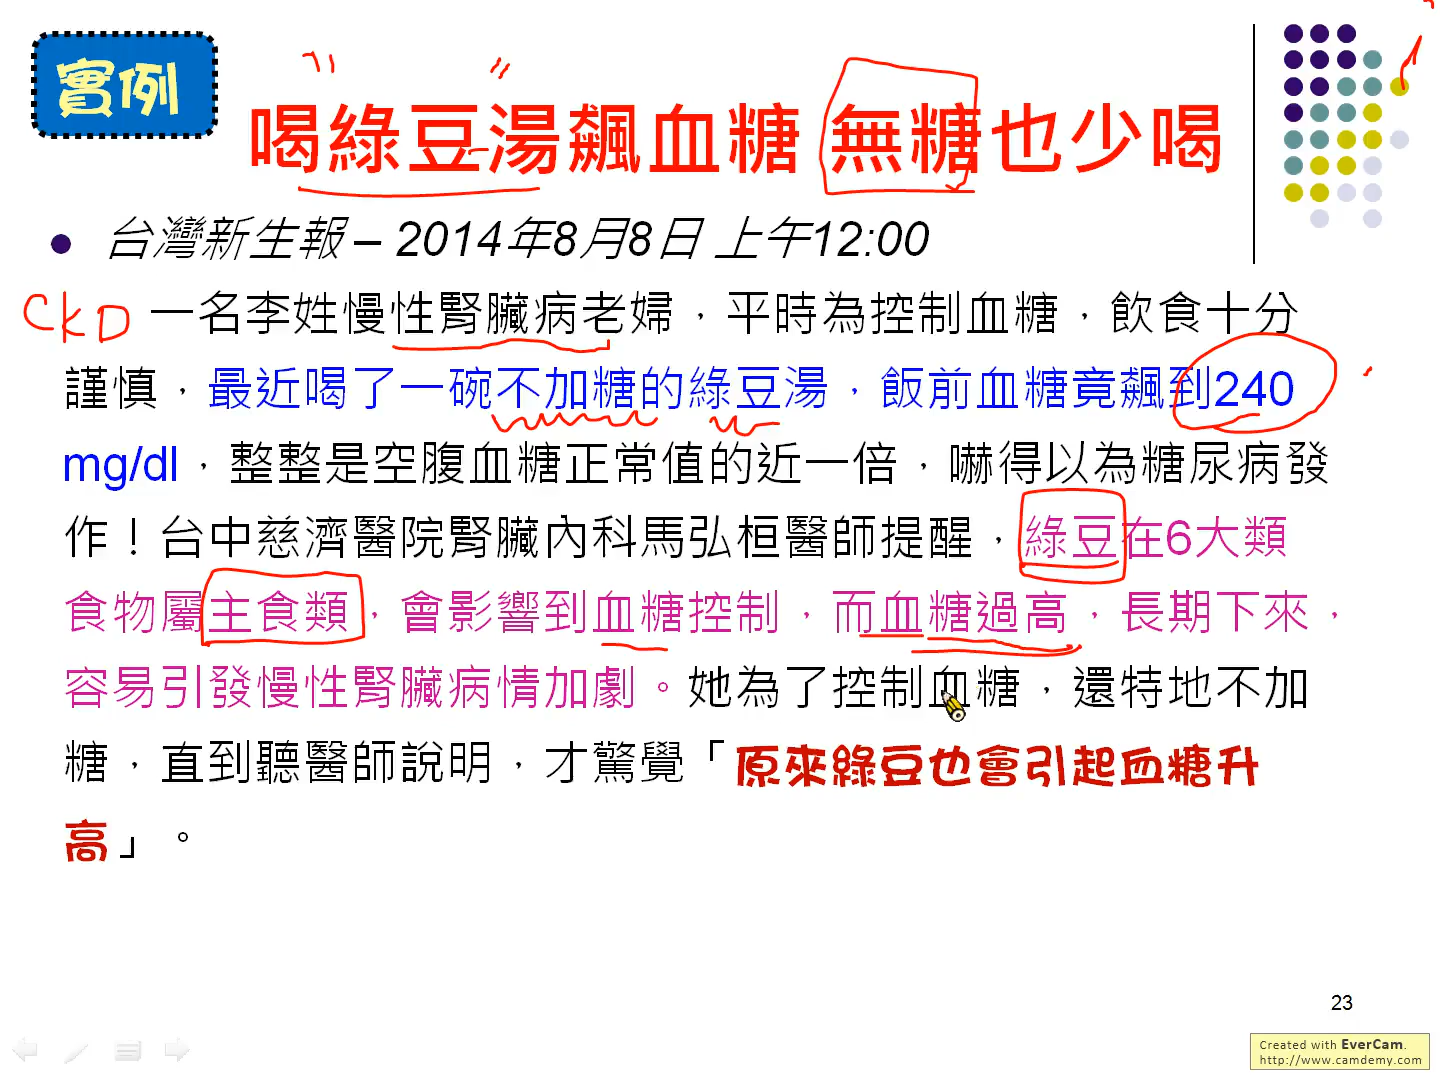 實例
喝綠豆湯飆血糖 無糖也少喝
台灣新生報 – 2014年8月8日 上午12:00
CKD 一名李姓慢性腎臟病老婦，平時為控制血糖，飲食十分
謹慎，最近喝了一碗不加糖的綠豆湯，飯前血糖竟飆到240
mg/dl，整整是空腹血糖正常值的近一倍，嚇得以為糖尿病發
作！台中慈濟醫院腎臟內科馬弘桓醫師提醒，綠豆在6大類
食物屬主食類，會影響到血糖控制，而血糖過高，長期下來，
容易引發慢性腎臟病情加劇。她為了控制血糖，還特地不加
糖，直到聽醫師說明，才驚覺「原來綠豆也會引起血糖升
高」。
23
Created with EverCam.
http://www.camdemy.com